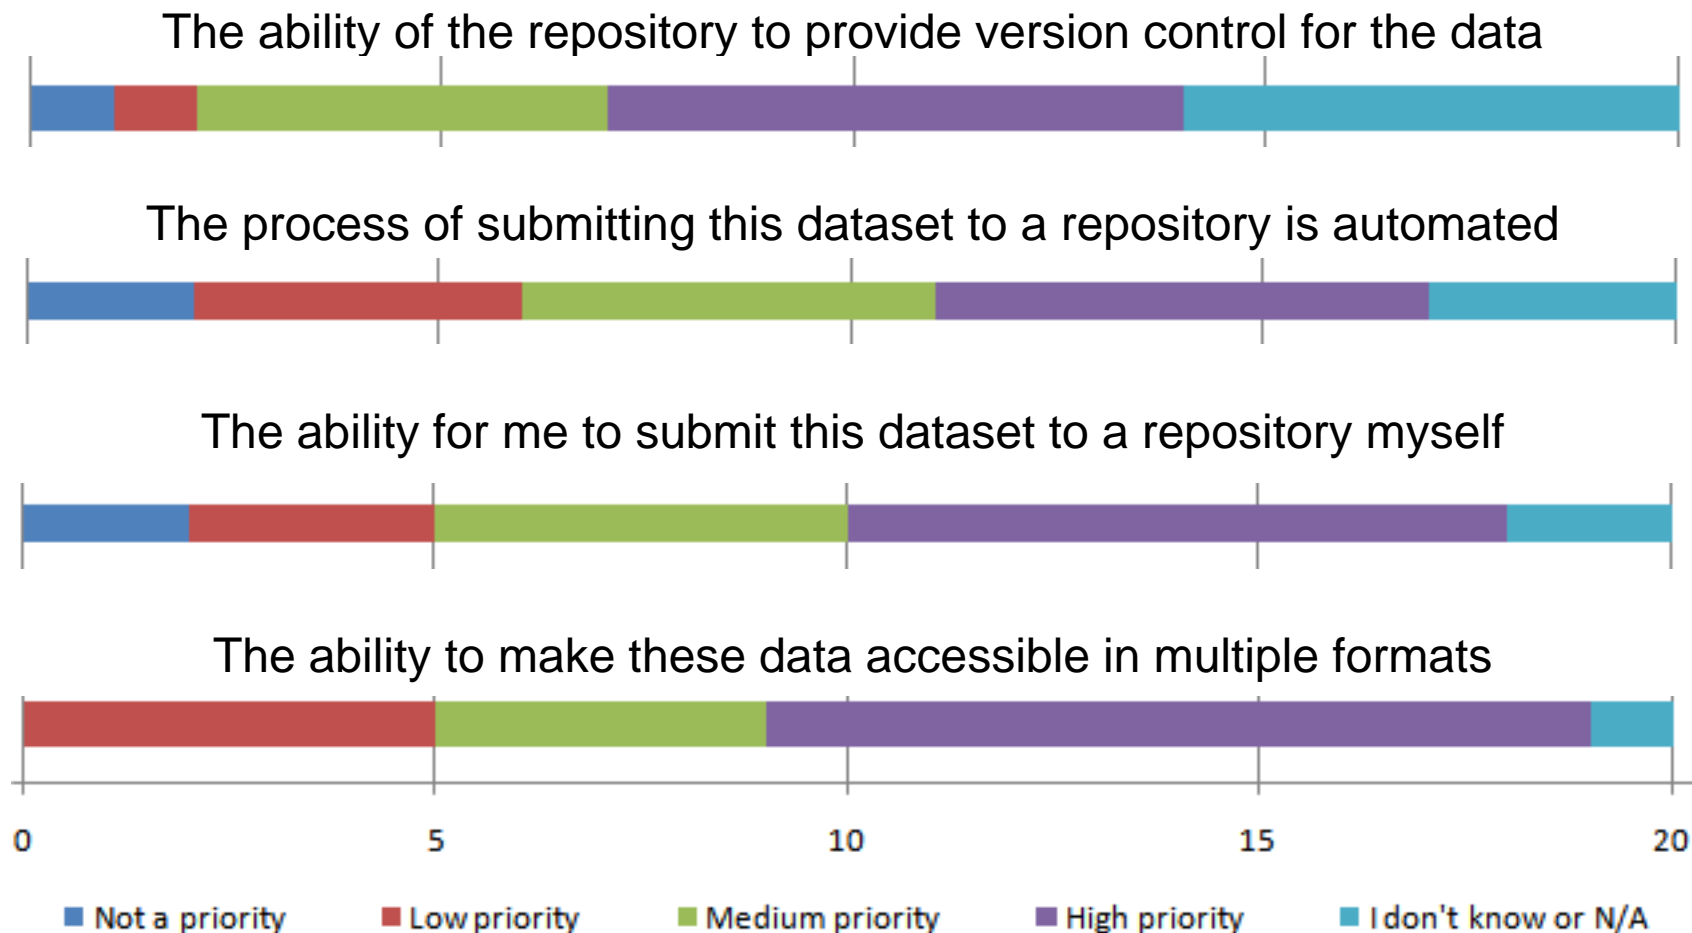 The ability of the repository to provide version control for the data
The process of submitting this dataset to a repository is automated
The ability for me to submit this dataset to a repository myself
The ability to make these data accessible in multiple formats
0 5 10 15 20
Not a priority Low priority Medium priority High priority I don't know or N/A